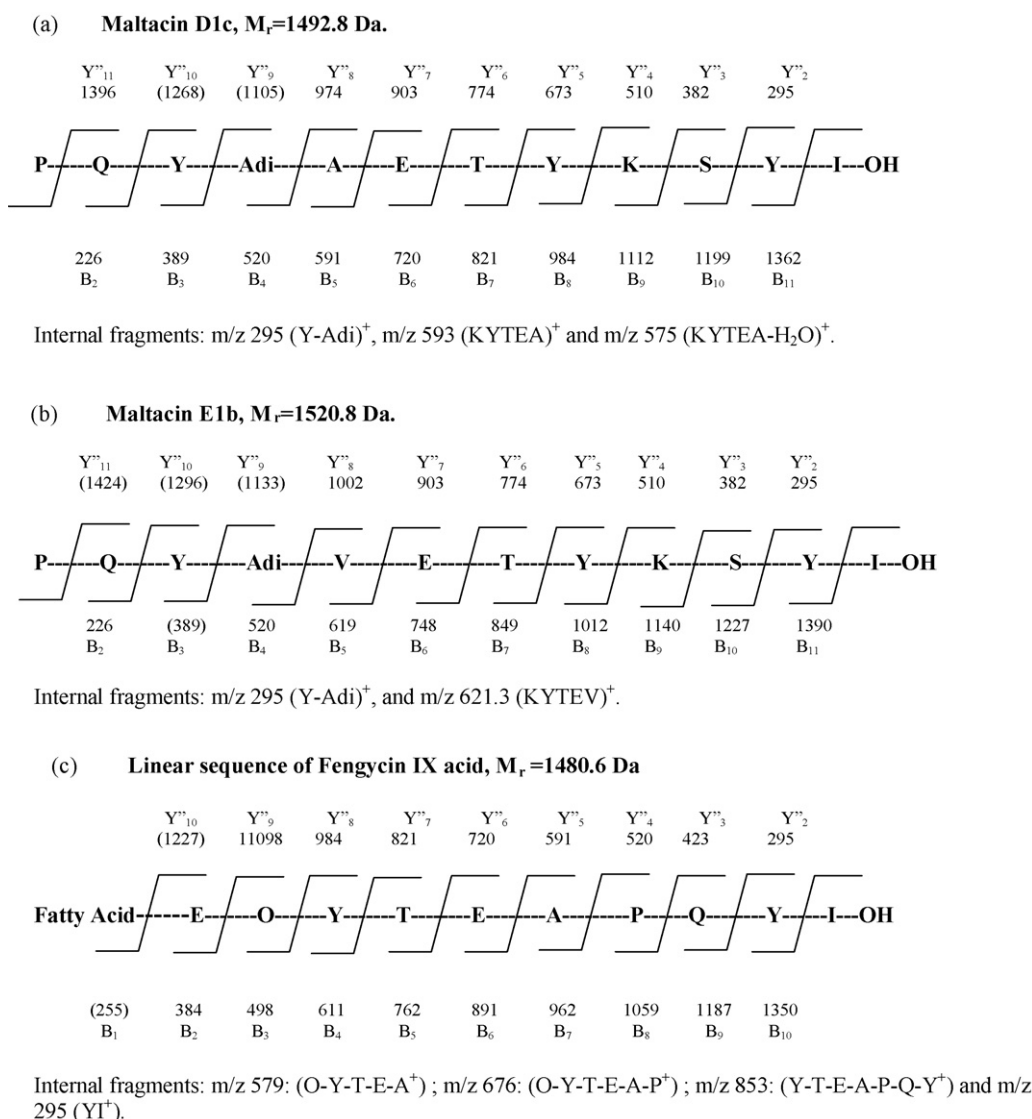 (a) Maltacin D1c, Mᵣ=1492.8 Da.
Y”₁₁ Y”₁₀ Y”₉ Y”₈ Y”₇ Y”₆ Y”₅ Y”₄ Y”₃ Y”₂
1396 (1268) (1105) 974 903 774 673 510 382 295
P---Q---Y---Adi---A---E---T---Y---K---S---Y---I---OH
226 389 520 591 720 821 984 1112 1199 1362
B₂ B₃ B₄ B₅ B₆ B₇ B₈ B₉ B₁₀ B₁₁
Internal fragments: m/z 295 (Y-Adi)⁺, m/z 593 (KYTEA)⁺ and m/z 575 (KYTEA-H₂O)⁺.
(b) Maltacin E1b, Mᵣ=1520.8 Da.
Y”₁₁ Y”₁₀ Y”₉ Y”₈ Y”₇ Y”₆ Y”₅ Y”₄ Y”₃ Y”₂
(1424) (1296) (1133) 1002 903 774 673 510 382 295
P---Q---Y---Adi---V---E---T---Y---K---S---Y---I---OH
226 (389) 520 619 748 849 1012 1140 1227 1390
B₂ B₃ B₄ B₅ B₆ B₇ B₈ B₉ B₁₀ B₁₁
Internal fragments: m/z 295 (Y-Adi)⁺, and m/z 621.3 (KYTEV)⁺.
(c) Linear sequence of Fengycin IX acid, Mᵣ =1480.6 Da
Y”₁₀ Y”₉ Y”₈ Y”₇ Y”₆ Y”₅ Y”₄ Y”₃ Y”₂
(1227) 11098 984 821 720 591 520 423 295
Fatty Acid---E---O---Y---T---E---A---P---Q---Y---I---OH
(255) 384 498 611 762 891 962 1059 1187 1350
B₁ B₂ B₃ B₄ B₅ B₆ B₇ B₈ B₉ B₁₀
Internal fragments: m/z 579: (O-Y-T-E-A⁺) ; m/z 676: (O-Y-T-E-A-P⁺) ; m/z 853: (Y-T-E-A-P-Q-Y⁺) and m/z
295 (YI⁺).